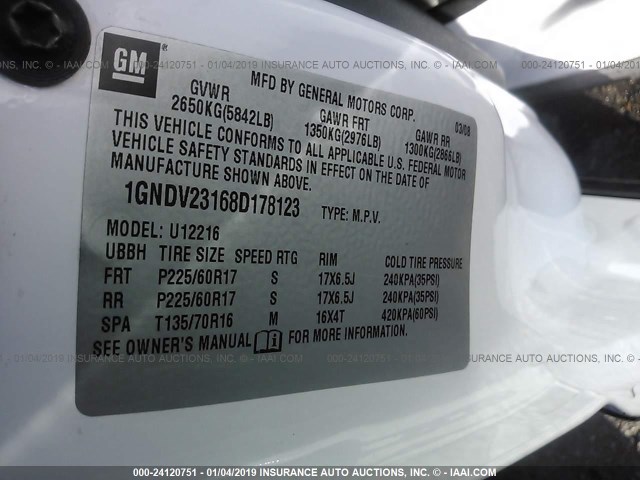 GM
MFD BY GENERAL MOTORS CORP.
03/08
GVWR
2650KG(5842LB)
GAWR FRT
1350KG(2976LB)
GAWR RR
1300KG(2866LB)
THIS VEHICLE CONFORMS TO ALL APPLICABLE U.S. FEDERAL MOTOR
VEHICLE SAFETY STANDARDS IN EFFECT ON THE DATE OF
MANUFACTURE SHOWN ABOVE.
1GNDV23168D178123
TYPE: M.P.V.
MODEL: U12216
UBBH TIRE SIZE SPEED RTG RIM COLD TIRE PRESSURE
FRT P225/60R17 S 17X6.5J 240KPA(35PSI)
RR P225/60R17 S 17X6.5J 240KPA(35PSI)
SPA T135/70R16 M 16X4T 420KPA(60PSI)
SEE OWNER'S MANUAL FOR MORE INFORMATION.
000-24120751 - 01/04/2019 INSURANCE AUTO AUCTIONS, INC. - © IAAI.COM